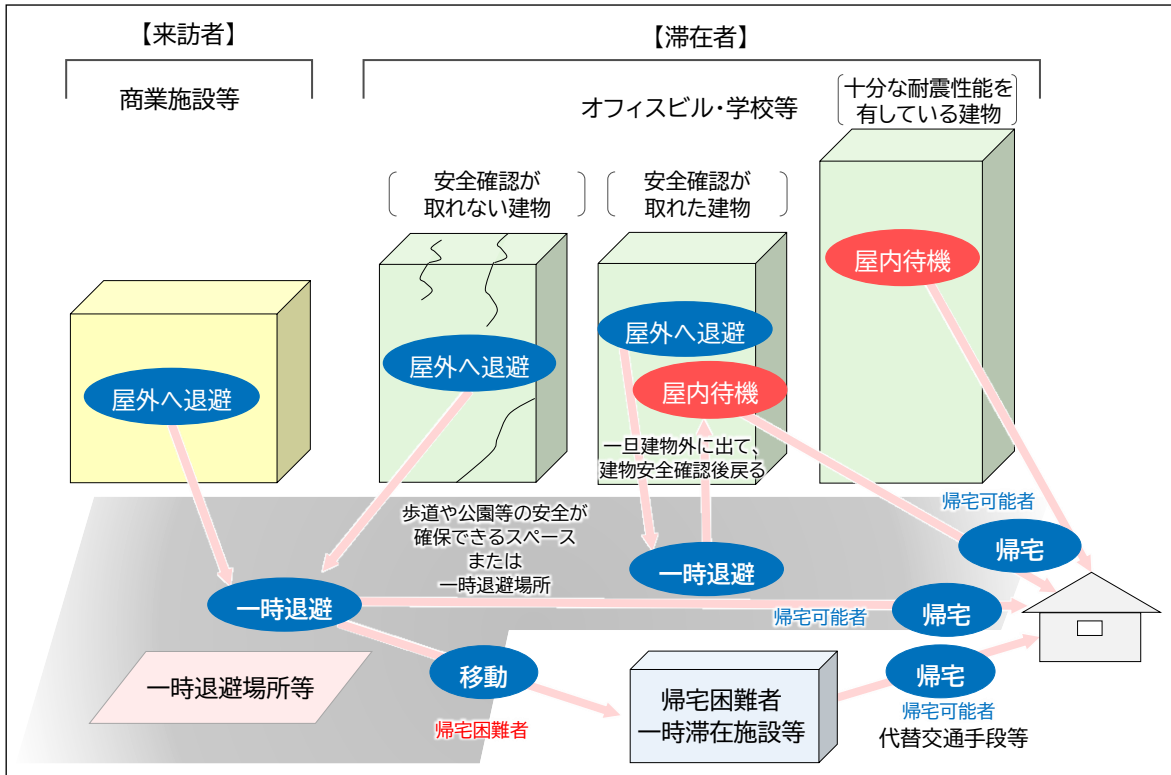 【来訪者】
【滞在者】
商業施設等
オフィスビル・学校等
十分な耐震性能を
有している建物
安全確認が
取れない建物
安全確認が
取れた建物
屋内待機
屋外へ退避
屋外へ退避
屋外へ退避
屋内待機
一旦建物外に出て、
建物安全確認後戻る
歩道や公園等の安全が
確保できるスペース
または
一時退避場所
帰宅可能者
帰宅
一時退避
一時退避
帰宅可能者
帰宅
一時退避場所等
移動
帰宅困難者
帰宅困難者
一時滞在施設等
帰宅
帰宅可能者
代替交通手段等